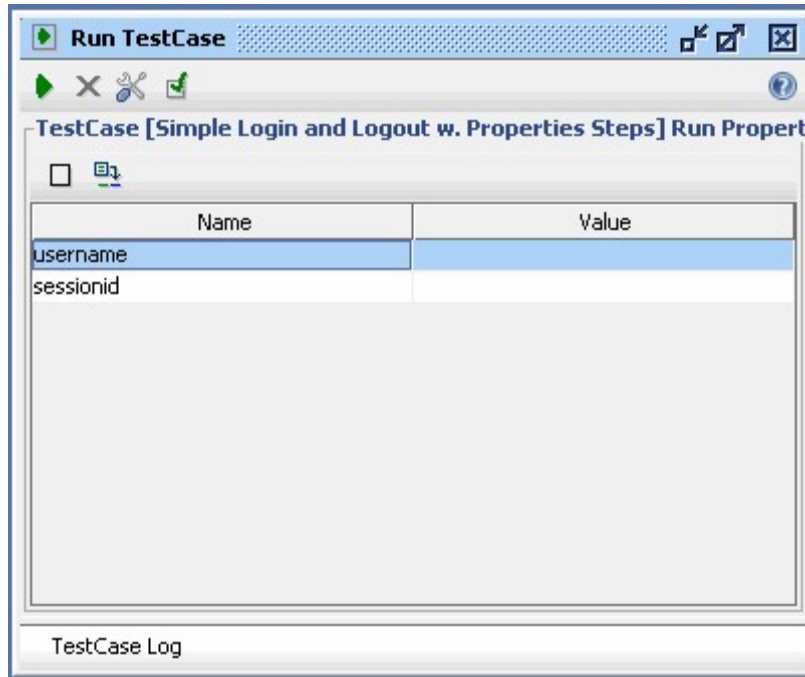 Run TestCase
TestCase [Simple Login and Logout w. Properties Steps] Run Propert
Name Value
username
sessionid
TestCase Log